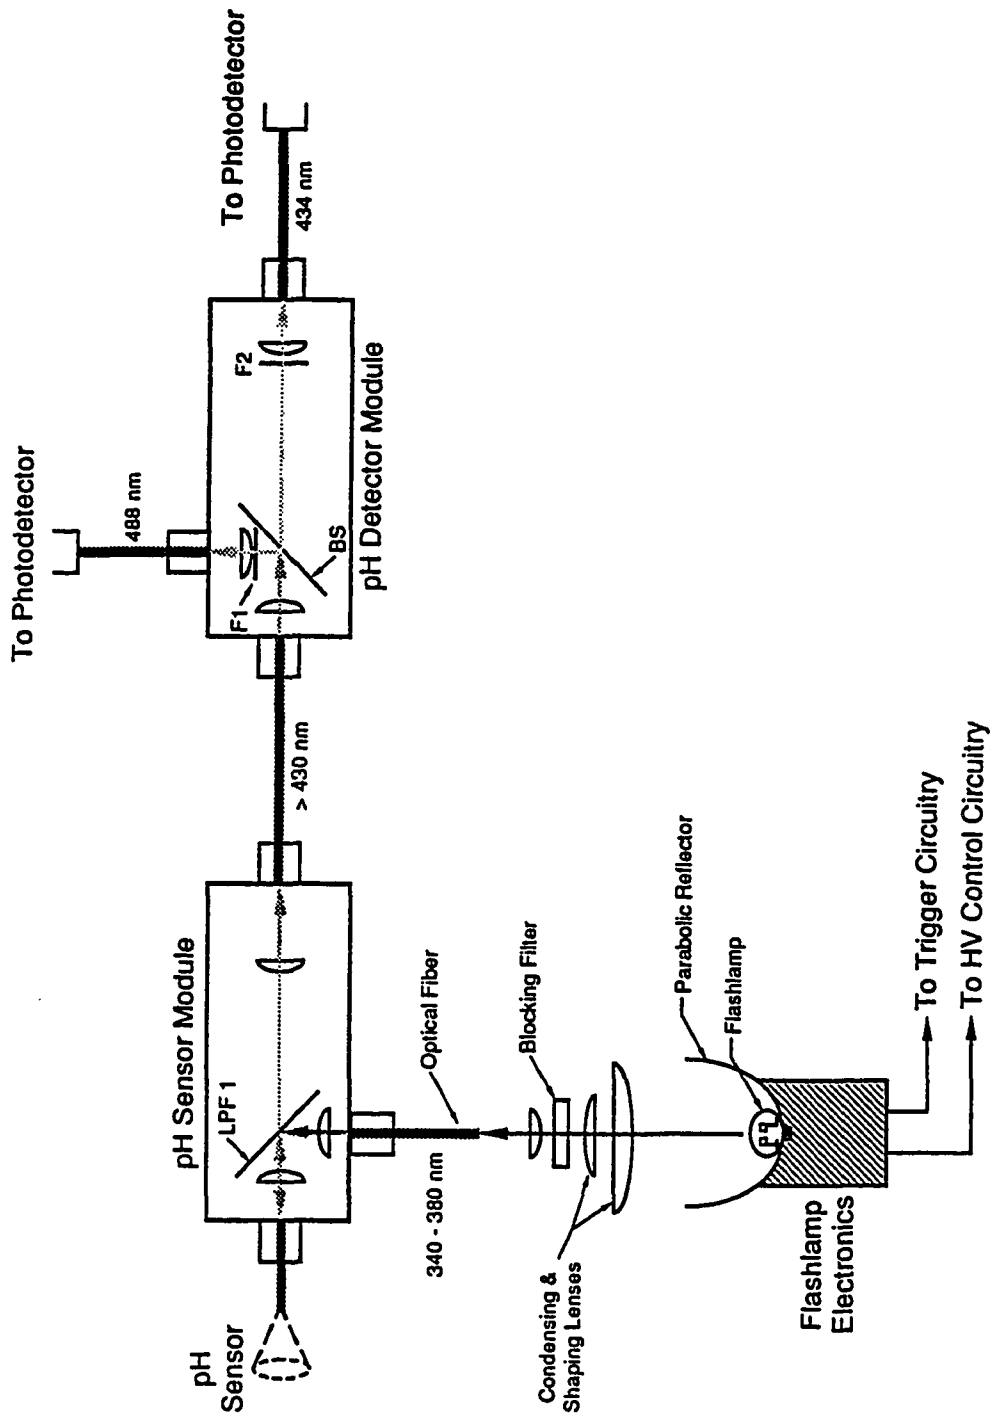 To Photodetector
488 nm
To Photodetector
434 nm
F1
F2
BS
pH Detector Module
> 430 nm
pH Sensor Module
LPF 1
pH
Sensor
Optical Fiber
340 - 380 nm
Blocking Filter
Condensing &
Shaping Lenses
Parabolic Reflector
Flashlamp
Flashlamp
Electronics
To Trigger Circuitry
To HV Control Circuitry